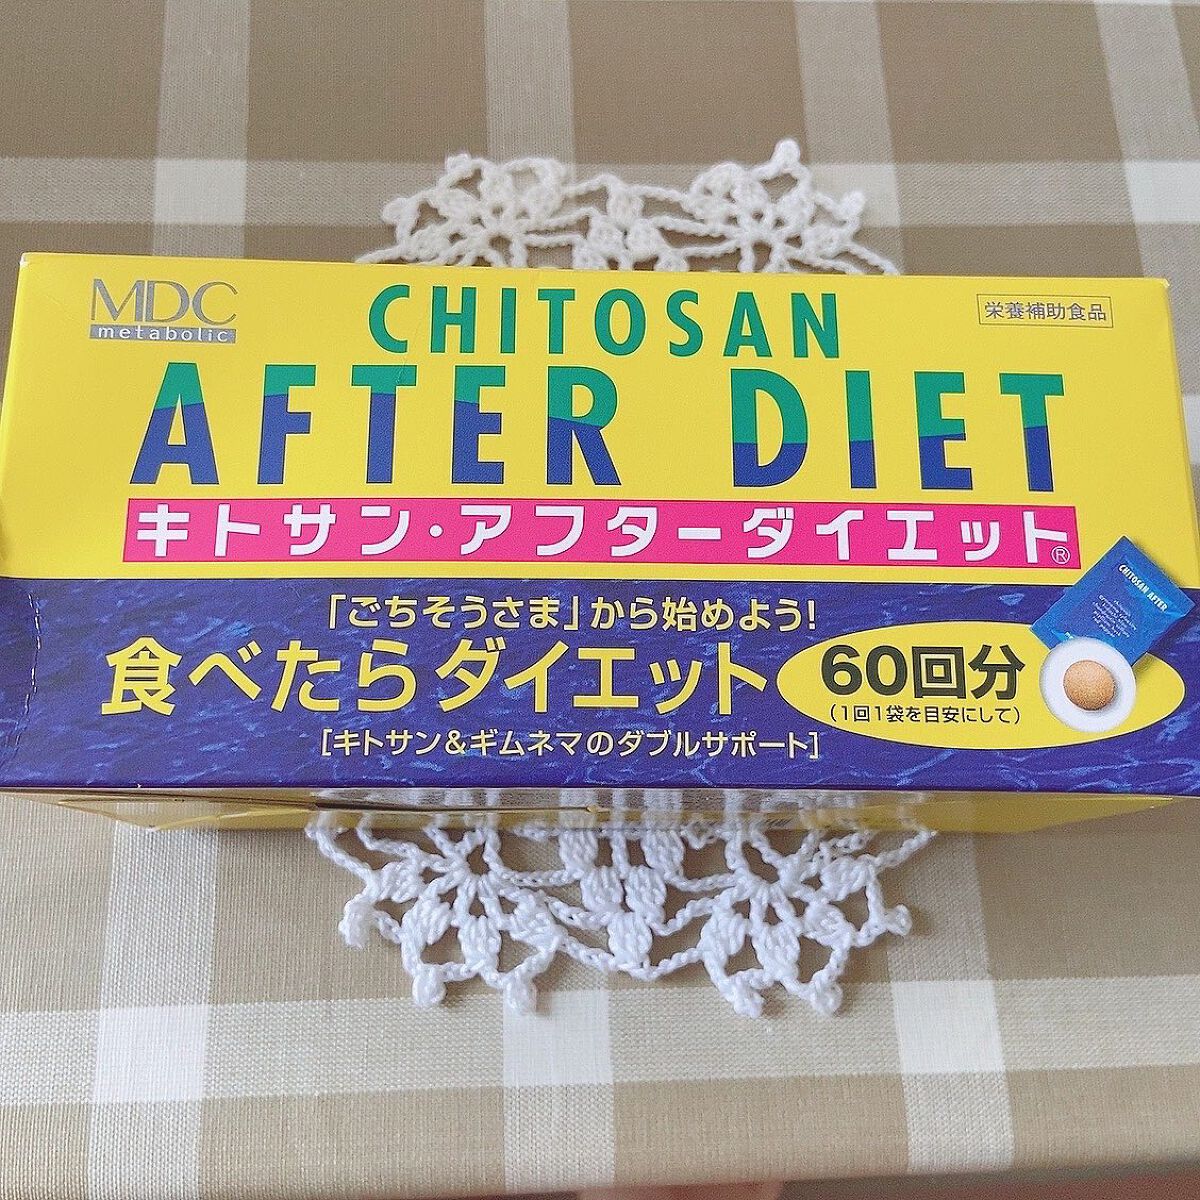 MDC
metabolic
CHITOSAN
栄養補助食品
AFTER DIET
キトサン・アフターダイエット®
「ごちそうさま」から始めよう!
食べたらダイエット
60回分
(1回1袋を目安にして)
[キトサン&ギムネマのダブルサポート]
CHITOSAN AFTER